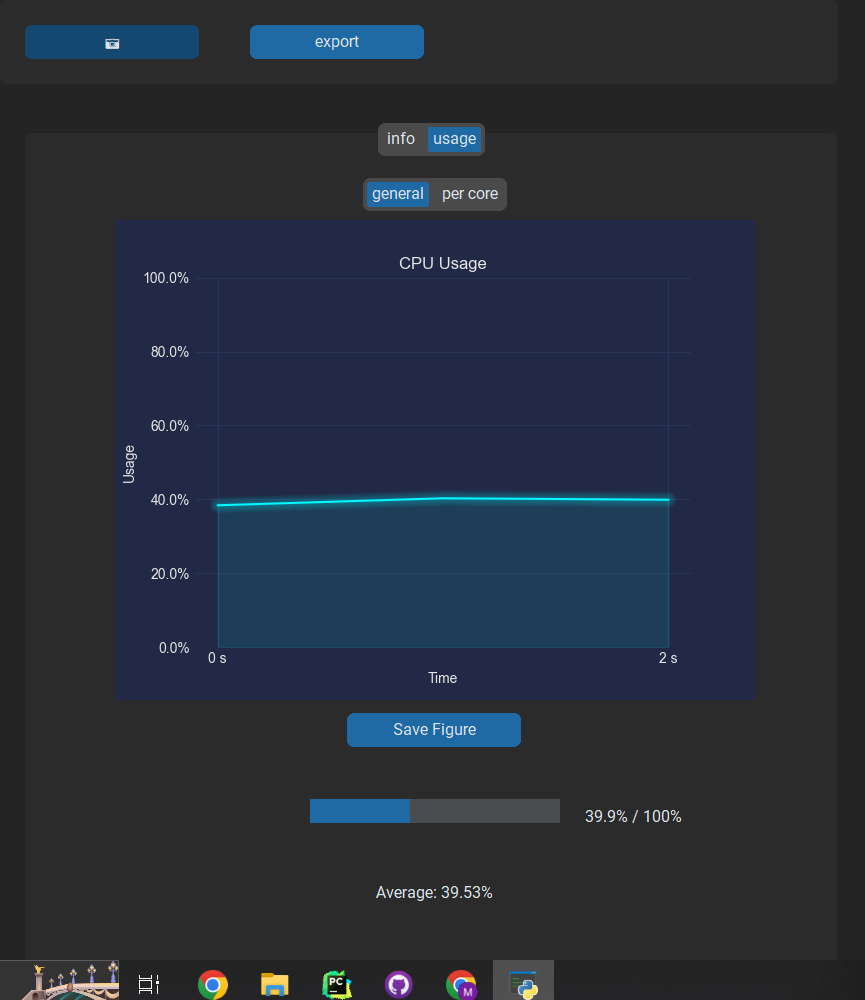 export
info usage
general per core
CPU Usage
100.0%
80.0%
60.0%
Usage
40.0%
20.0%
0.0%
0 s 2 s
Time
Save Figure
39.9% / 100%
Average: 39.53%
PC
M